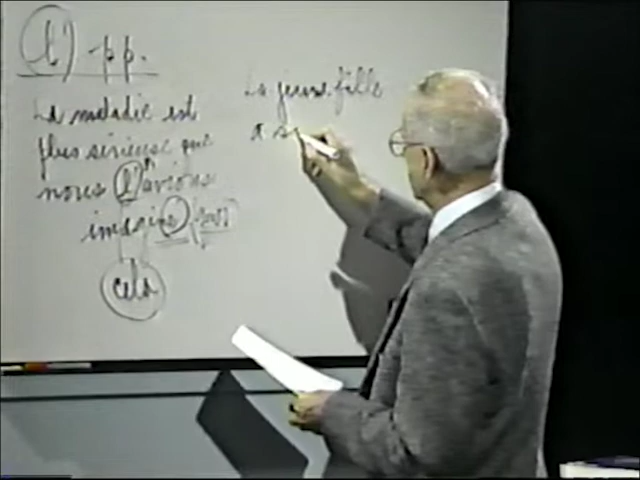 l' pp.
La maladie est
plus sérieuse que
nous l'avions
imaginé
cela
La jeune fille
a s